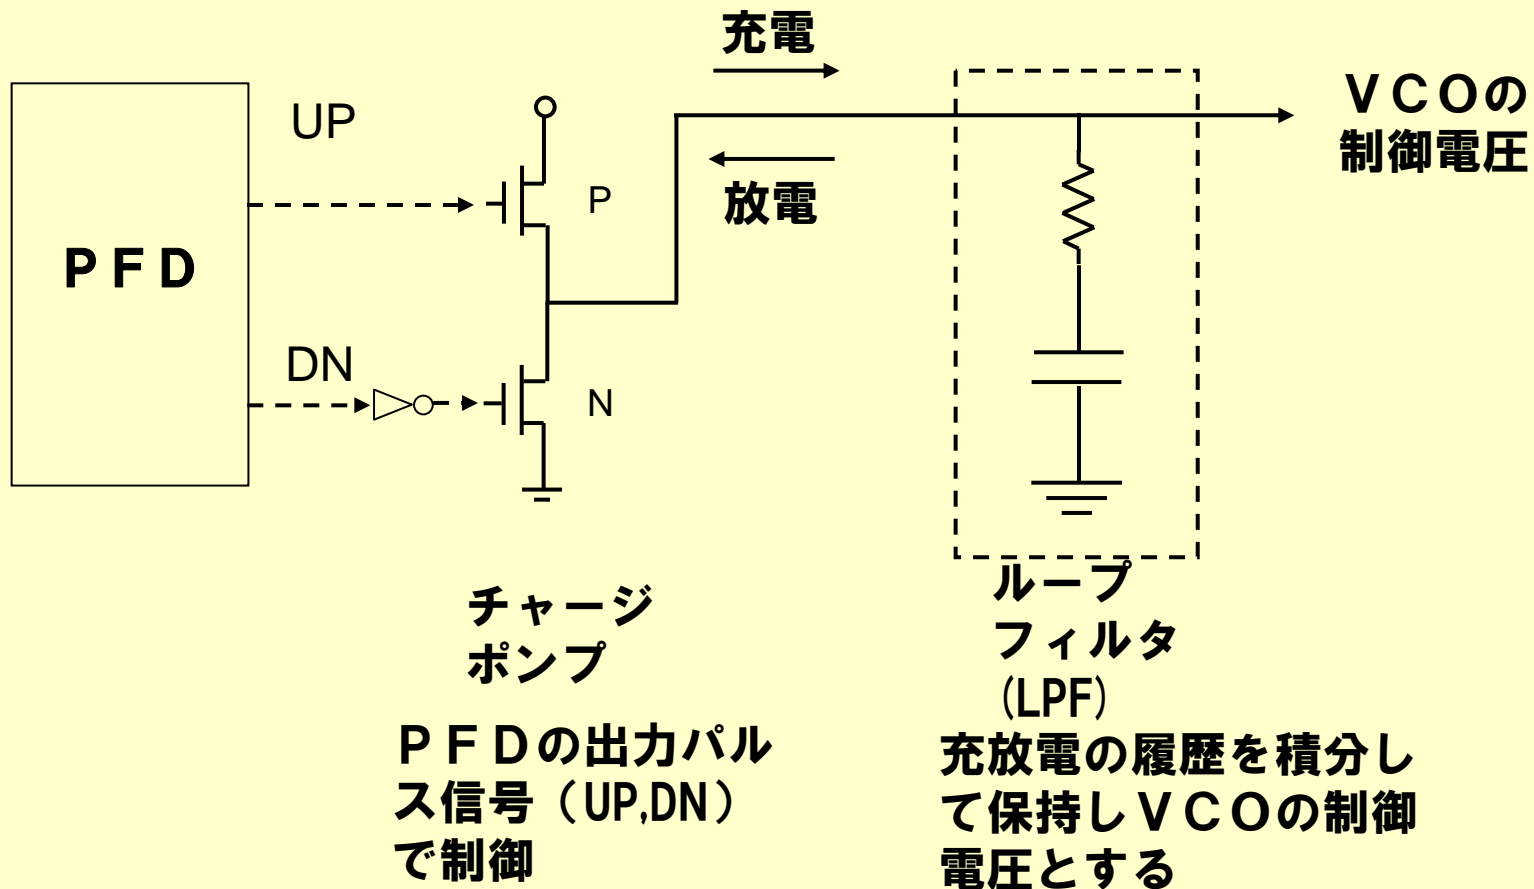 充電
ＶＣＯの
制御電圧
UP
P
放電
ＰＦＤ
DN
N
チャージ
ポンプ
ＰＦＤの出力パル
ス信号（UP,DN）
で制御
ループ
フィルタ
(LPF)
充放電の履歴を積分し
て保持しＶＣＯの制御
電圧とする